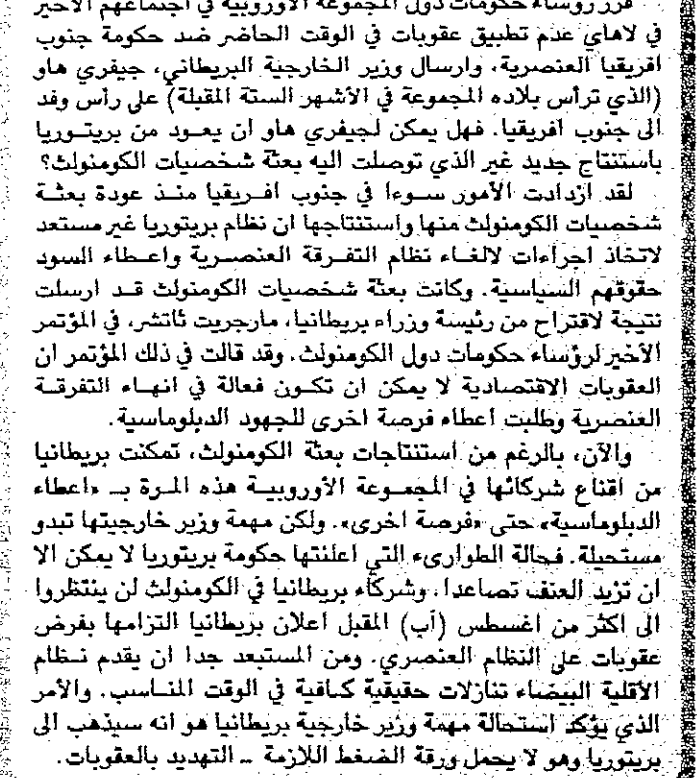 قرر رؤساء حكومات دول المجموعة الأوروبية في اجتماعهم الأخير
في لاهاي عدم تطبيق عقوبات في الوقت الحاضر ضد حكومة جنوب
افريقيا العنصرية، وارسال وزير الخارجية البريطاني، جيفري هاو
(الذي ترأس بلاده المجموعة في الأشهر الستة المقبلة) على رأس وفد
الى جنوب افريقيا. فهل يمكن لجيفري هاو ان يعود من بريتوريا
باستنتاج جديد غير الذي توصلت اليه بعثة شخصيات الكومنولث؟
لقد ازدادت الأمور سوءا في جنوب افريقيا منذ عودة بعثة
شخصيات الكومنولث منها واستنتاجها ان نظام بريتوريا غير مستعد
لاتخاذ اجراءات لالغاء نظام التفرقة العنصرية واعطاء السود
حقوقهم السياسية. وكانت بعثة شخصيات الكومنولث قد ارسلت
نتيجة لاقتراح من رئيسة وزراء بريطانيا، مارجريت ثاتشر، في المؤتمر
الأخير لرؤساء حكومات دول الكومنولث. وقد قالت في ذلك المؤتمر ان
العقوبات الاقتصادية لا يمكن ان تكون فعالة في انهاء التفرقة
العنصرية وطلبت اعطاء فرصة اخرى للجهود الدبلوماسية.
والآن، بالرغم من استنتاجات بعثة الكومنولث، تمكنت بريطانيا
من اقناع شركائها في المجموعة الأوروبية هذه المرة بـ «اعطاء
الدبلوماسية» حتى «فرصة اخرى». ولكن مهمة وزير خارجيتها تبدو
مستحيلة. فحالة الطوارىء التي اعلنتها حكومة بريتوريا لا يمكن الا
ان تزيد العنف تصاعدا. وشركاء بريطانيا في الكومنولث لن ينتظروا
الى اكثر من اغسطس (آب) المقبل اعلان بريطانيا التزامها بفرض
عقوبات على النظام العنصري. ومن المستبعد جدا ان يقدم نظام
الأقلية البيضاء تنازلات حقيقية كافية في الوقت المناسب. والأمر
الذي يؤكد استحالة مهمة وزير خارجية بريطانيا هو انه سيذهب الى
بريتوريا وهو لا يحمل ورقة الضغط اللازمة ـ التهديد بالعقوبات.